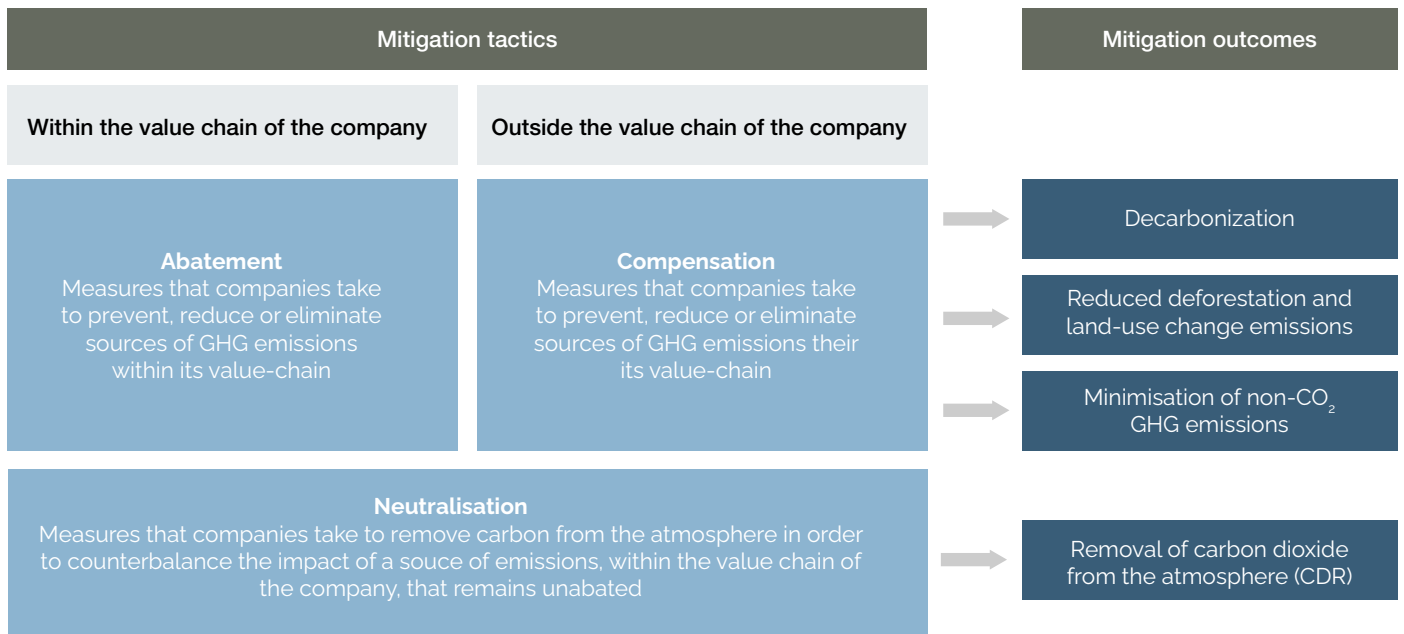 Mitigation tactics
Mitigation outcomes
Within the value chain of the company
Outside the value chain of the company
Abatement
Measures that companies take
to prevent, reduce or eliminate
sources of GHG emissions
within its value-chain
Compensation
Measures that companies take
to prevent, reduce or eliminate
sources of GHG emissions their
its value-chain
Decarbonization
Reduced deforestation and
land-use change emissions
Minimisation of non-CO₂
GHG emissions
Neutralisation
Measures that companies take to remove carbon from the atmosphere in order
to counterbalance the impact of a souce of emissions, within the value chain of
the company, that remains unabated
Removal of carbon dioxide
from the atmosphere (CDR)